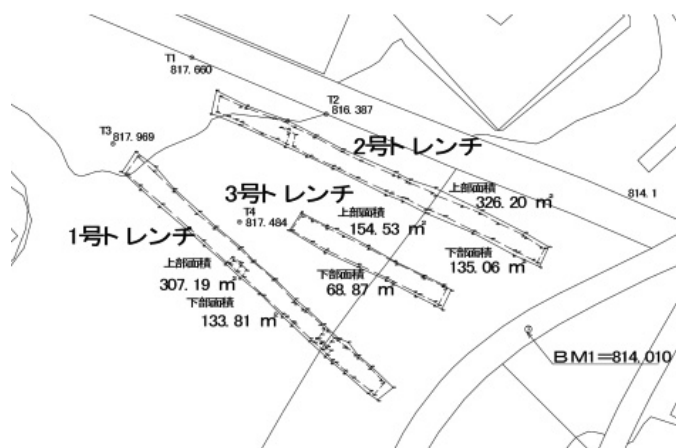 T1
817.660
T2
816.387
T3
817.969
2号トレンチ
上部面積
326.20 ㎡
814.1
3号トレンチ
T4
817.484
上部面積
154.53 ㎡
1号トレンチ
上部面積
307.19 ㎡
下部面積
133.81 ㎡
下部面積
68.87 ㎡
下部面積
135.06 ㎡
BM1=814.010